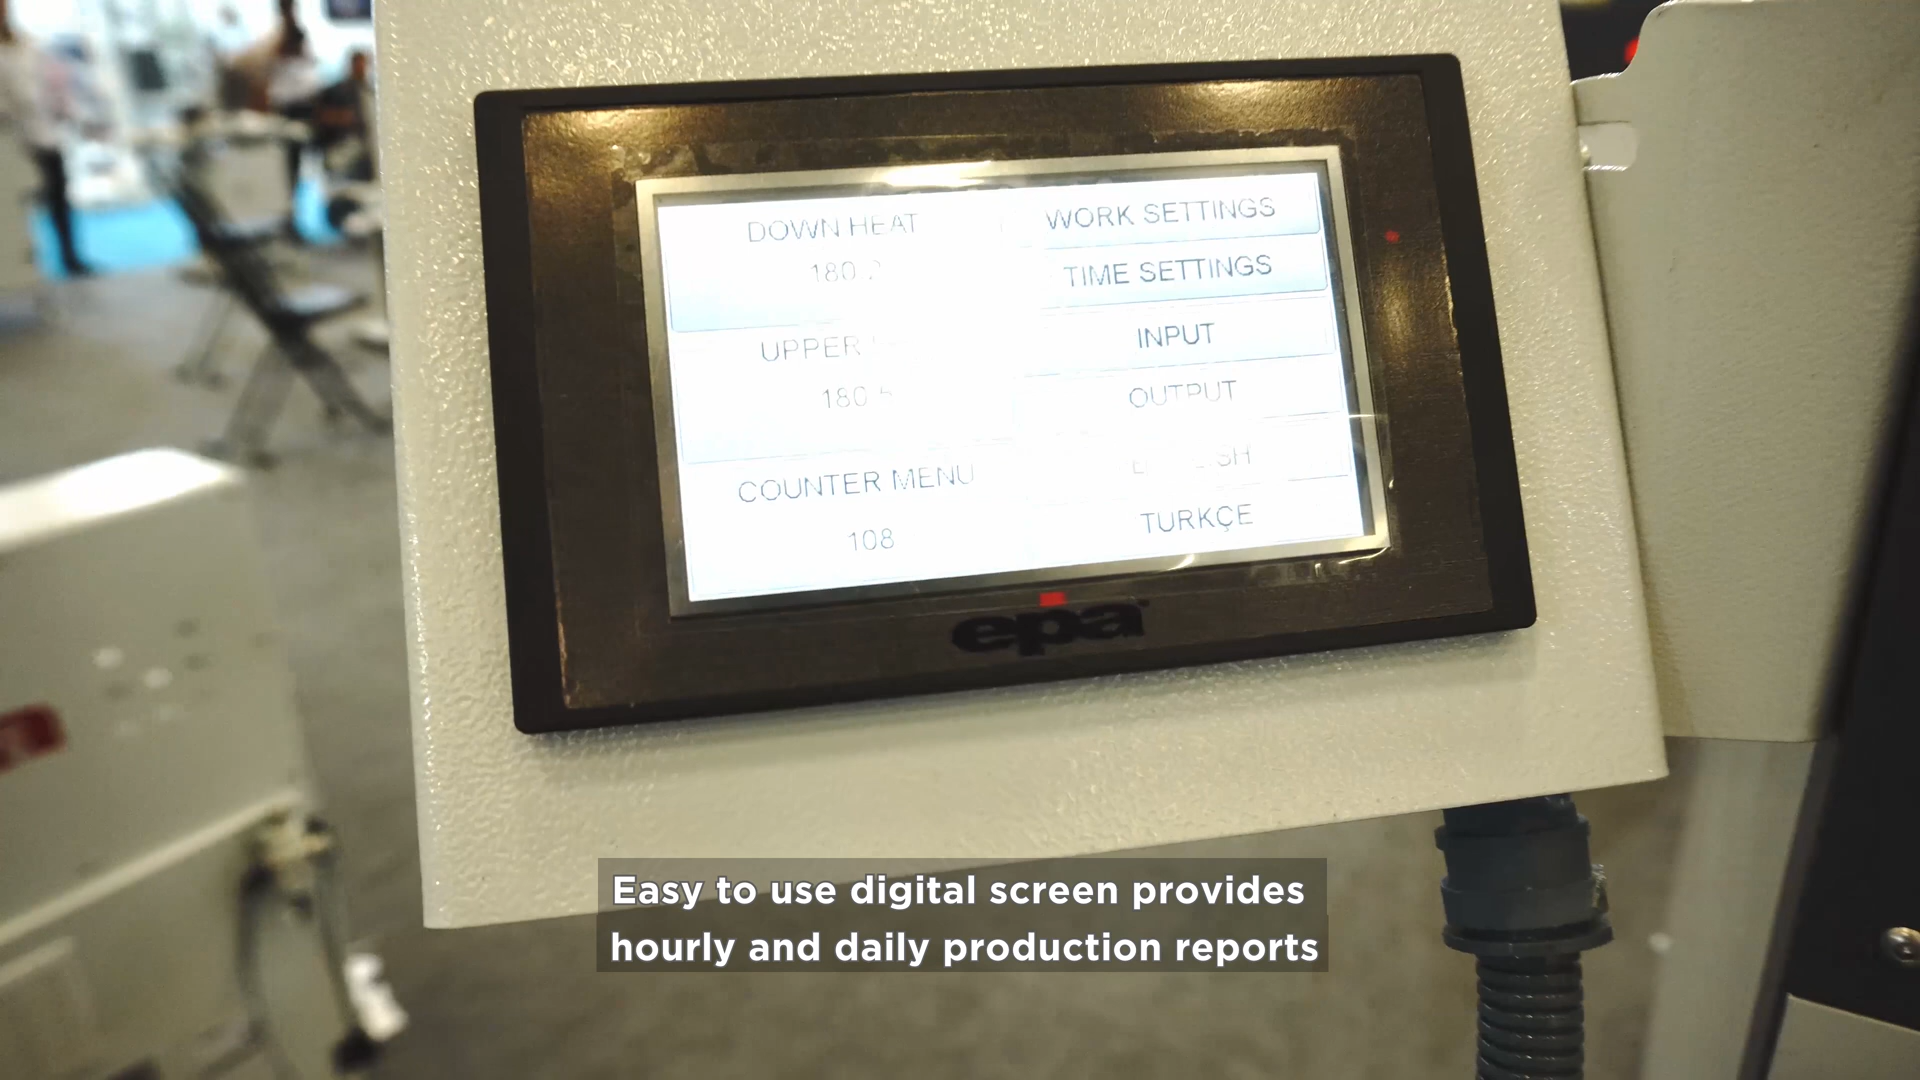 DOWN HEAT
180
UPPER
180.5
COUNTER MENU
108
WORK SETTINGS
TIME SETTINGS
INPUT
OUTPUT
TURKÇE
epa
Easy to use digital screen provides
hourly and daily production reports